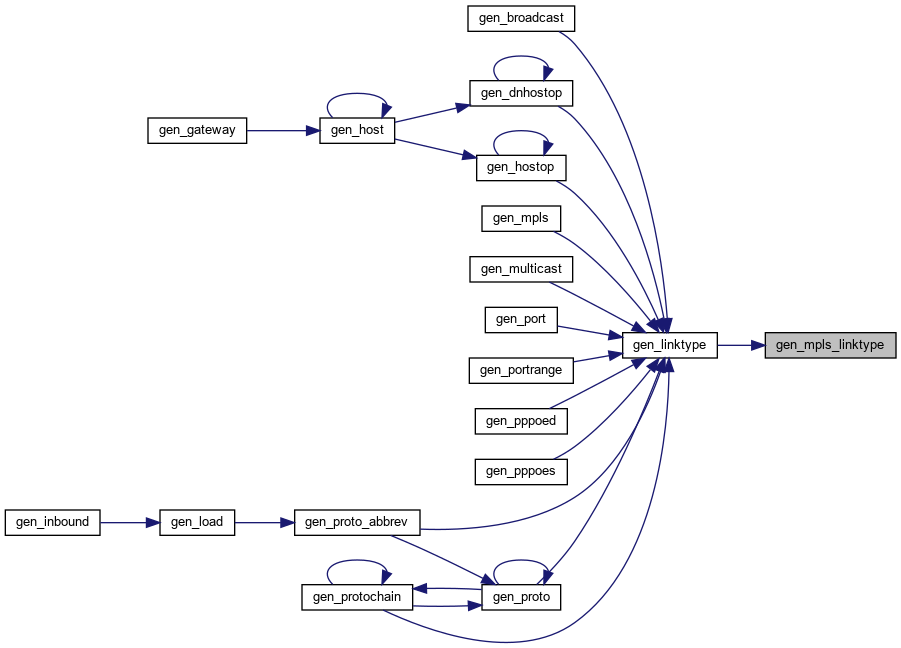 gen_broadcast
gen_dnhostop
gen_gateway
gen_host
gen_hostop
gen_mpls
gen_multicast
gen_port
gen_linktype
gen_mpls_linktype
gen_portrange
gen_pppoed
gen_pppoes
gen_inbound
gen_load
gen_proto_abbrev
gen_protochain
gen_proto